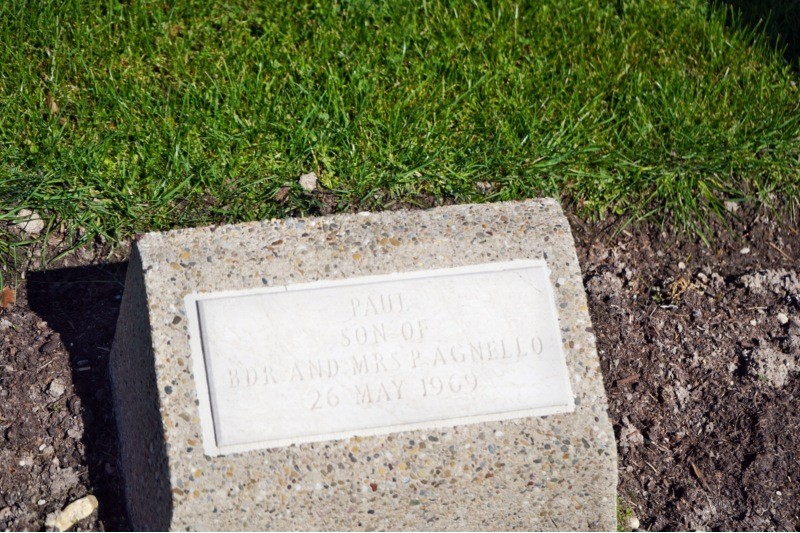 PAUL
SON OF
BDR AND MRS P. AGNELLO
26 MAY 1969